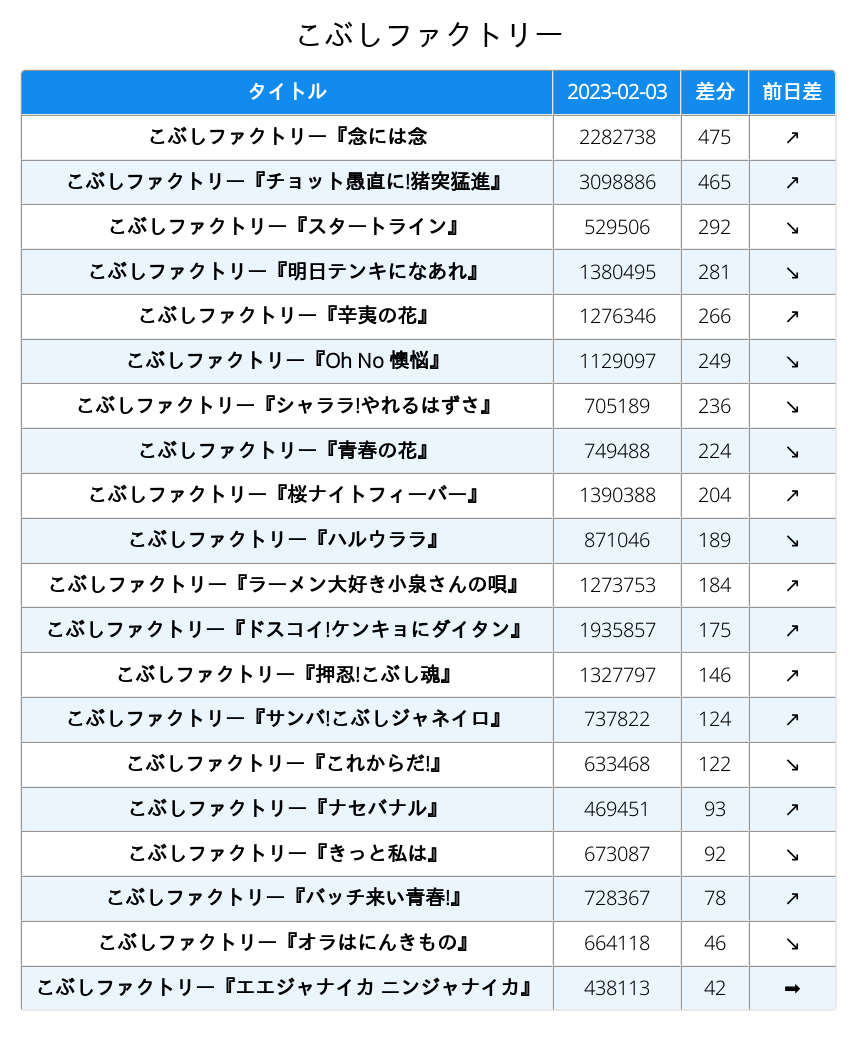 こぶしファクトリー
タイトル 2023-02-03 差分 前日差
こぶしファクトリー『念には念 2282738 475 ↗
こぶしファクトリー『チョット愚直に!猪突猛進』 3098886 465 ↗
こぶしファクトリー『スタートライン』 529506 292 ↘
こぶしファクトリー『明日テンキになあれ』 1380495 281 ↘
こぶしファクトリー『辛夷の花』 1276346 266 ↗
こぶしファクトリー『Oh No 懊悩』 1129097 249 ↘
こぶしファクトリー『シャララ!やれるはずさ』 705189 236 ↘
こぶしファクトリー『青春の花』 749488 224 ↘
こぶしファクトリー『桜ナイトフィーバー』 1390388 204 ↗
こぶしファクトリー『ハルウララ』 871046 189 ↘
こぶしファクトリー『ラーメン大好き小泉さんの唄』 1273753 184 ↗
こぶしファクトリー『ドスコイ!ケンキョにダイタン』 1935857 175 ↗
こぶしファクトリー『押忍!こぶし魂』 1327797 146 ↗
こぶしファクトリー『サンバ!こぶしジャネイロ』 737822 124 ↗
こぶしファクトリー『これからだ!』 633468 122 ↘
こぶしファクトリー『ナセバナル』 469451 93 ↗
こぶしファクトリー『きっと私は』 673087 92 ↘
こぶしファクトリー『バッチ来い青春!』 728367 78 ↗
こぶしファクトリー『オラはにんきもの』 664118 46 ↘
こぶしファクトリー『エエジャナイカ ニンジャナイカ』 438113 42 ➡